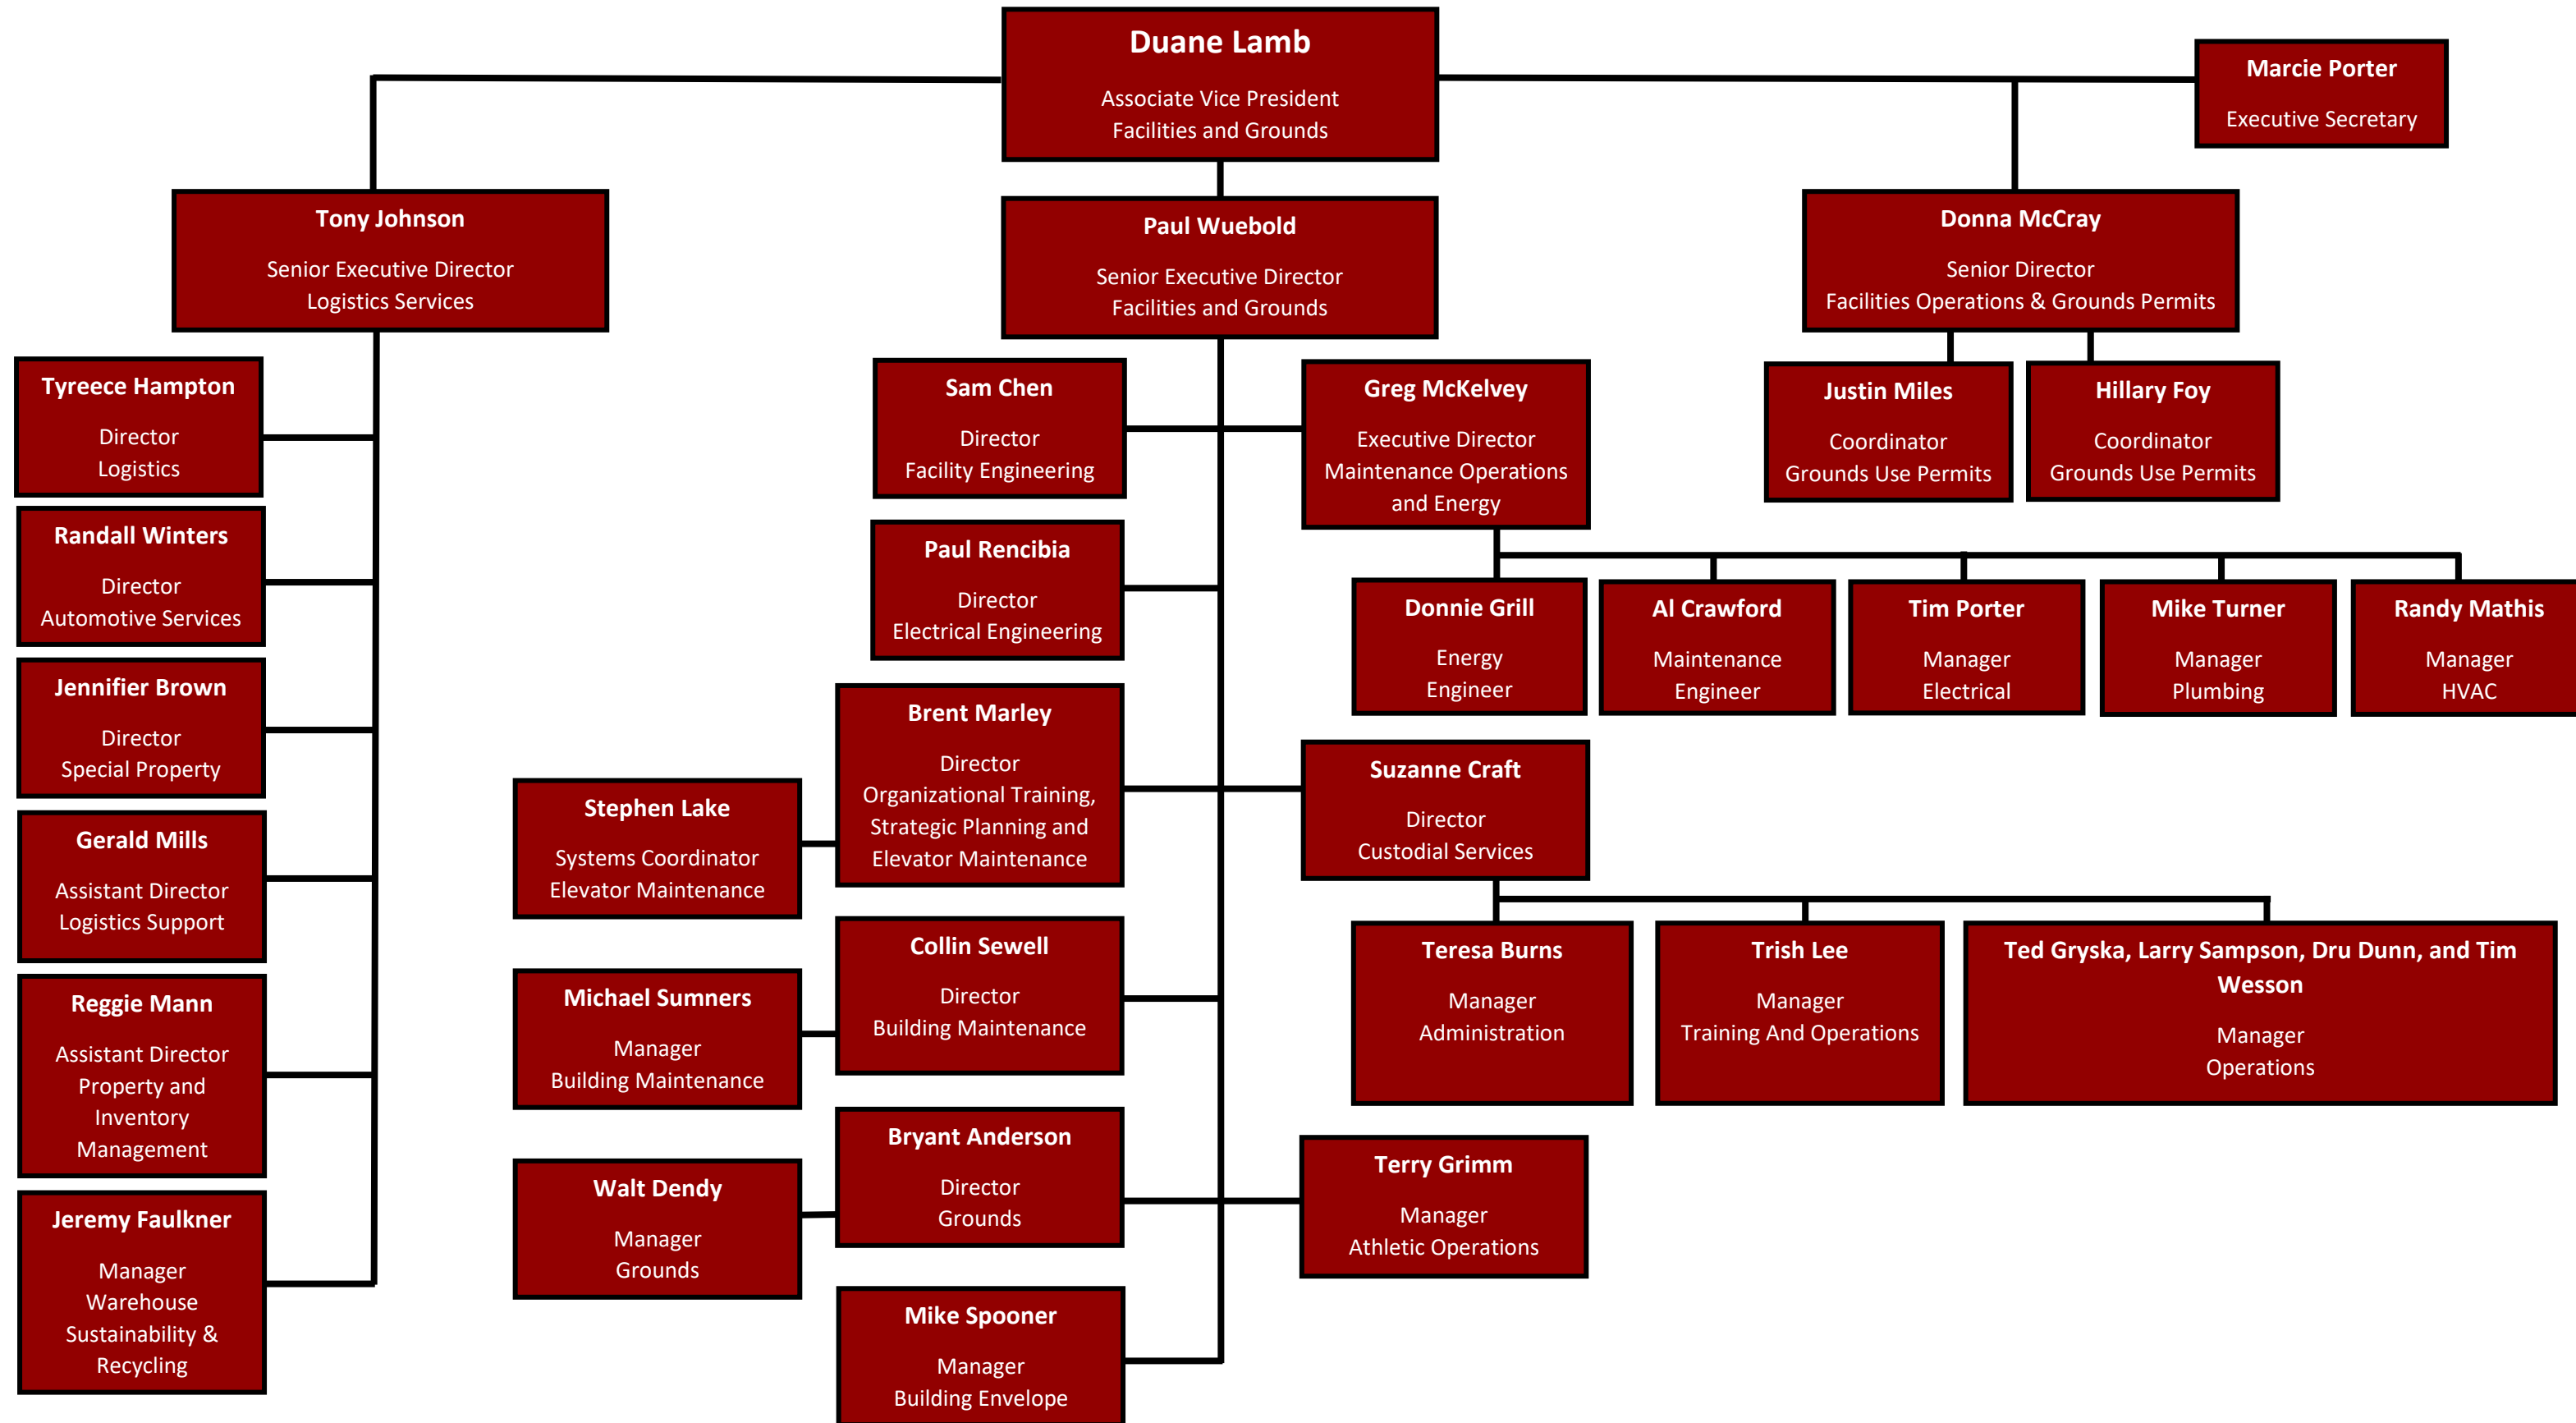 Duane Lamb
Associate Vice President
Facilities and Grounds
Marcie Porter
Executive Secretary
Tony Johnson
Senior Executive Director
Logistics Services
Paul Wuebold
Senior Executive Director
Facilities and Grounds
Donna McCray
Senior Director
Facilities Operations & Grounds Permits
Tyreece Hampton
Director
Logistics
Randall Winters
Director
Automotive Services
Jennifier Brown
Director
Special Property
Gerald Mills
Assistant Director
Logistics Support
Reggie Mann
Assistant Director
Property and
Inventory
Management
Jeremy Faulkner
Manager
Warehouse
Sustainability &
Recycling
Sam Chen
Director
Facility Engineering
Greg McKelvey
Executive Director
Maintenance Operations
and Energy
Justin Miles
Coordinator
Grounds Use Permits
Hillary Foy
Coordinator
Grounds Use Permits
Paul Rencibia
Director
Electrical Engineering
Donnie Grill
Energy
Engineer
Al Crawford
Maintenance
Engineer
Tim Porter
Manager
Electrical
Mike Turner
Manager
Plumbing
Randy Mathis
Manager
HVAC
Brent Marley
Director
Organizational Training,
Strategic Planning and
Elevator Maintenance
Stephen Lake
Systems Coordinator
Elevator Maintenance
Suzanne Craft
Director
Custodial Services
Collin Sewell
Director
Building Maintenance
Michael Sumners
Manager
Building Maintenance
Teresa Burns
Manager
Administration
Trish Lee
Manager
Training And Operations
Ted Gryska, Larry Sampson, Dru Dunn, and Tim
Wesson
Manager
Operations
Bryant Anderson
Director
Grounds
Walt Dendy
Manager
Grounds
Terry Grimm
Manager
Athletic Operations
Mike Spooner
Manager
Building Envelope